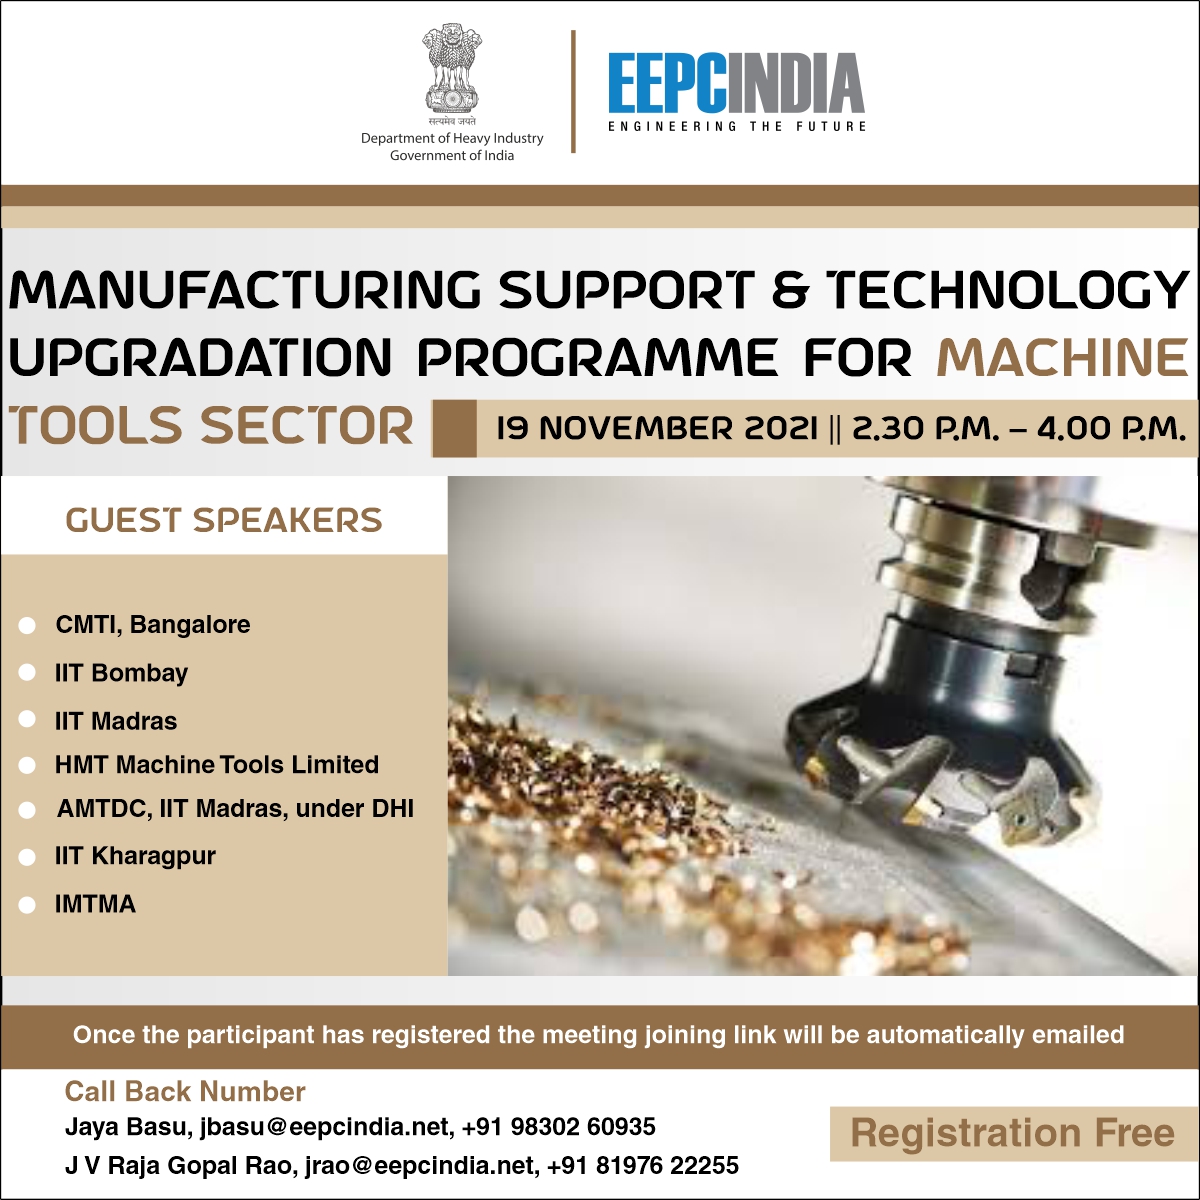 सत्यमेव जयते
Department of Heavy Industry
Government of India
EEPCINDIA
ENGINEERING THE FUTURE
MANUFACTURING SUPPORT & TECHNOLOGY
UPGRADATION PROGRAMME FOR MACHINE
TOOLS SECTOR
19 NOVEMBER 2021 || 2.30 P.M. – 4.00 P.M.
GUEST SPEAKERS
CMTI, Bangalore
IIT Bombay
IIT Madras
HMT Machine Tools Limited
AMTDC, IIT Madras, under DHI
IIT Kharagpur
IMTMA
Once the participant has registered the meeting joining link will be automatically emailed
Call Back Number
Jaya Basu, jbasu@eepcindia.net, +91 98302 60935
J V Raja Gopal Rao, jrao@eepcindia.net, +91 81976 22255
Registration Free